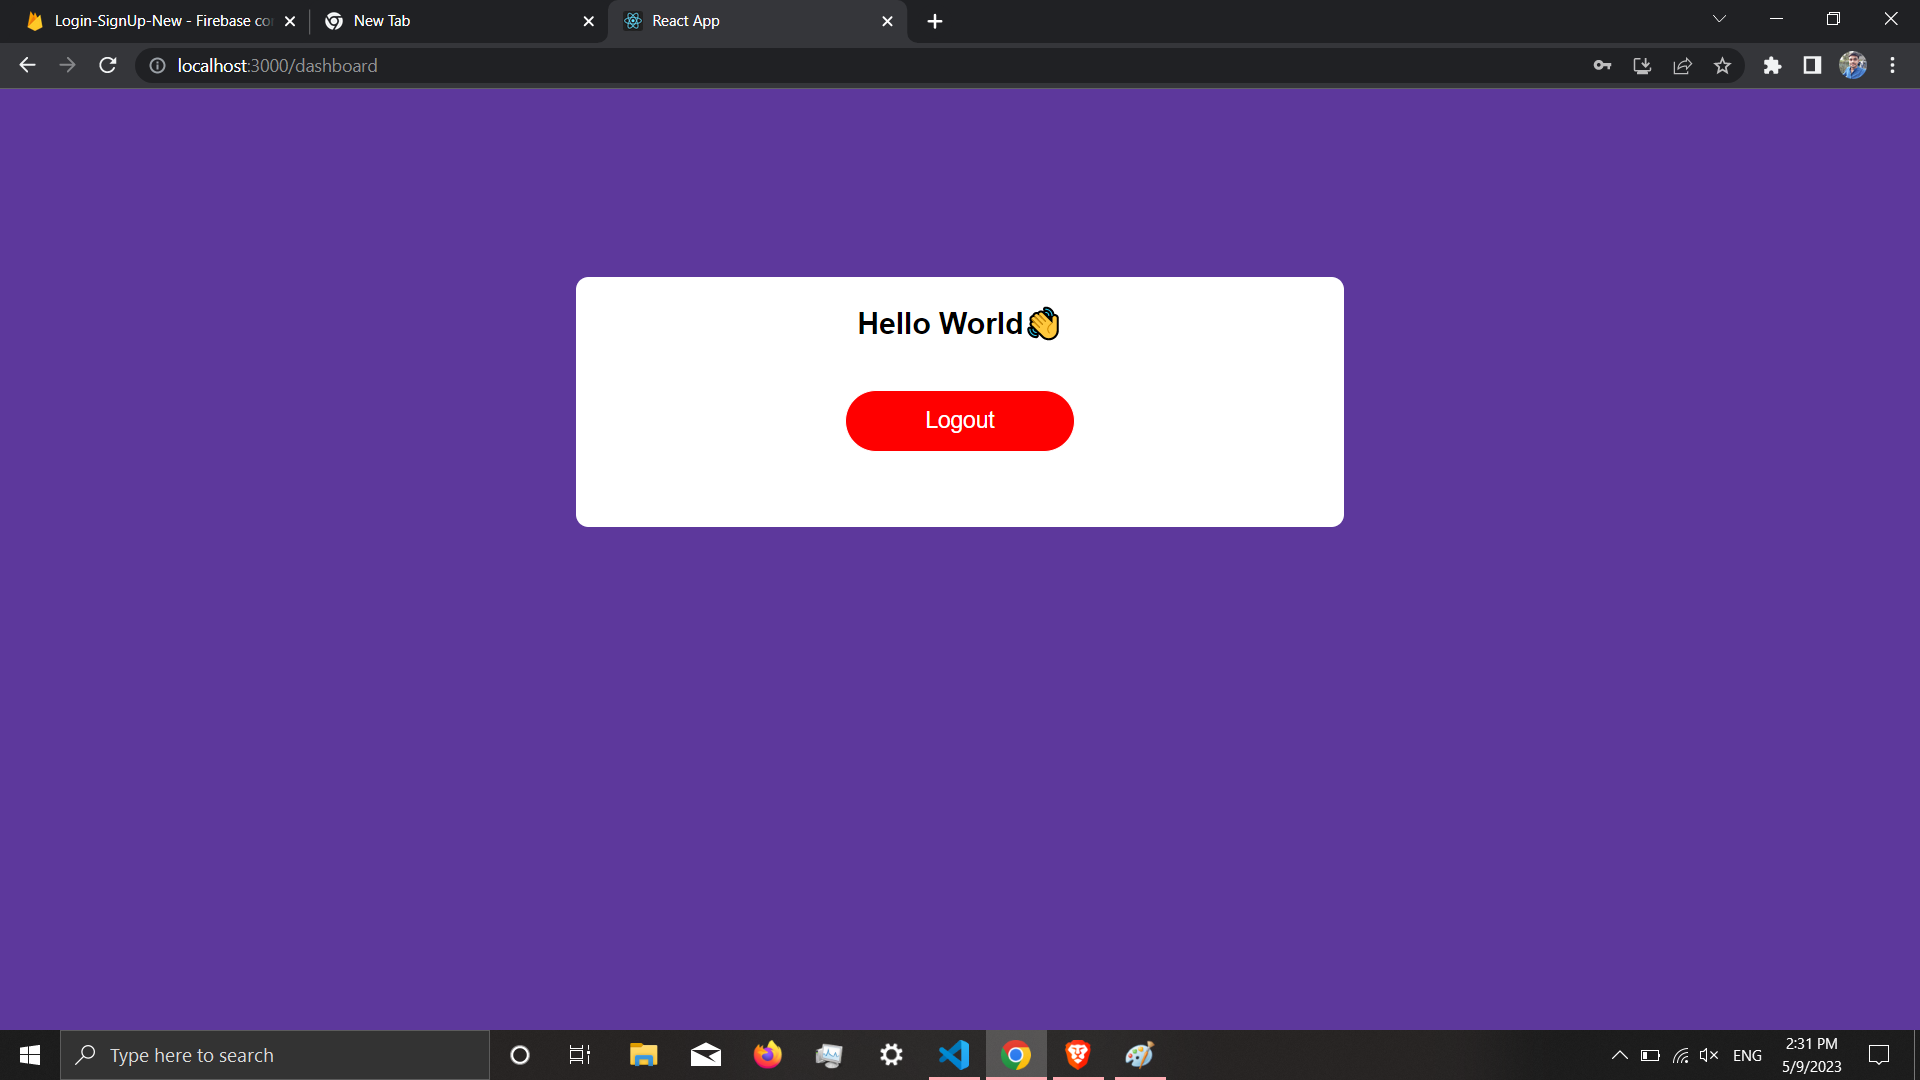 Login-SignUp-New - Firebase co
New Tab
React App
localhost:3000/dashboard
Hello World👋
Logout
Type here to search
ENG
2:31 PM
5/9/2023